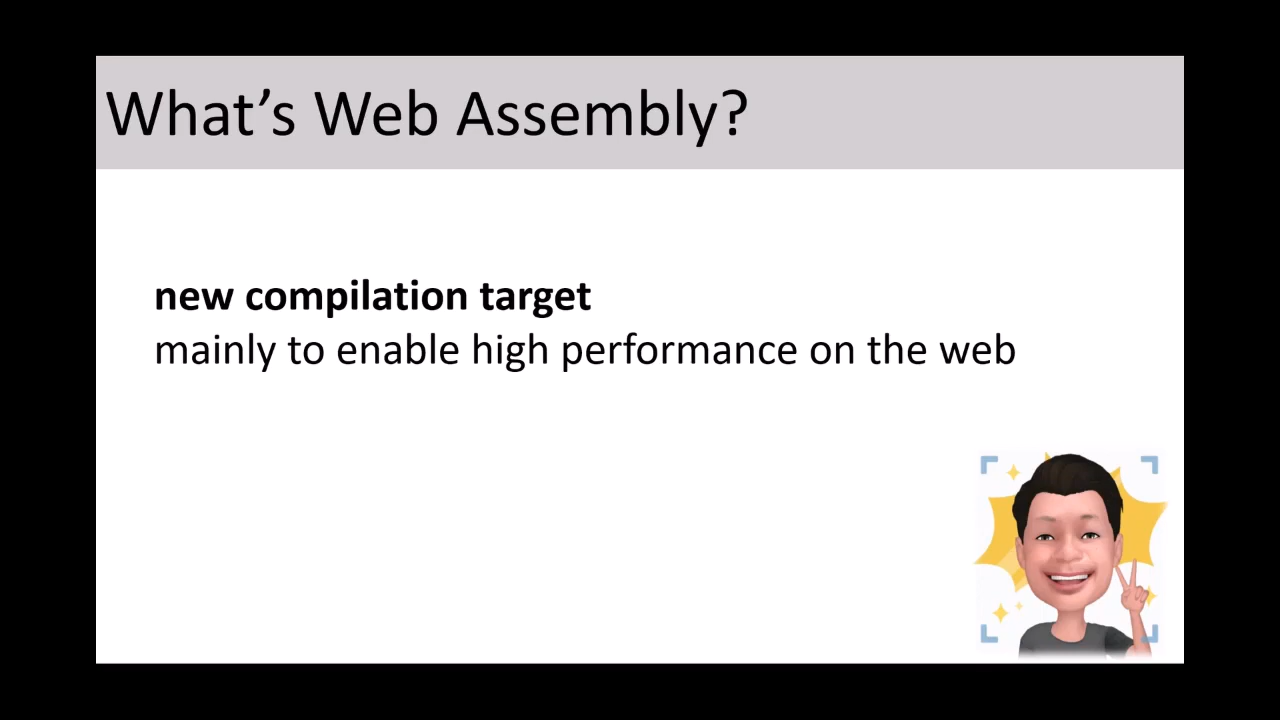 What’s Web Assembly?
new compilation target
mainly to enable high performance on the web